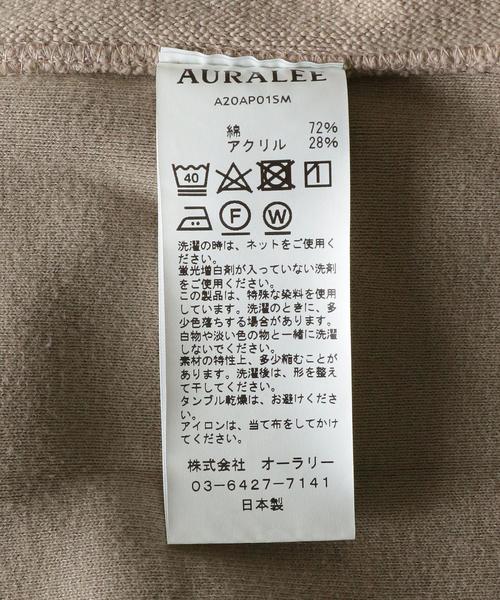 AURALEE
A20AP01SM
綿 72%
アクリル 28%
40
F W
洗濯の時は、ネットをご使用く
ださい。
蛍光増白剤が入っていない洗剤
をご使用ください。
この製品は、特殊な染料を使用
しています。洗濯のときに、多
少色落ちする場合があります。
白物や淡い色の物と一緒に洗濯
しないでください。
素材の特性上、多少縮むことが
あります。洗濯後は、形を整え
て干してください。
タンブル乾燥は、お避けくださ
い。
アイロンは、当て布をしてかけ
てください。
株式会社 オーラリー
03-6427-7141
日本製